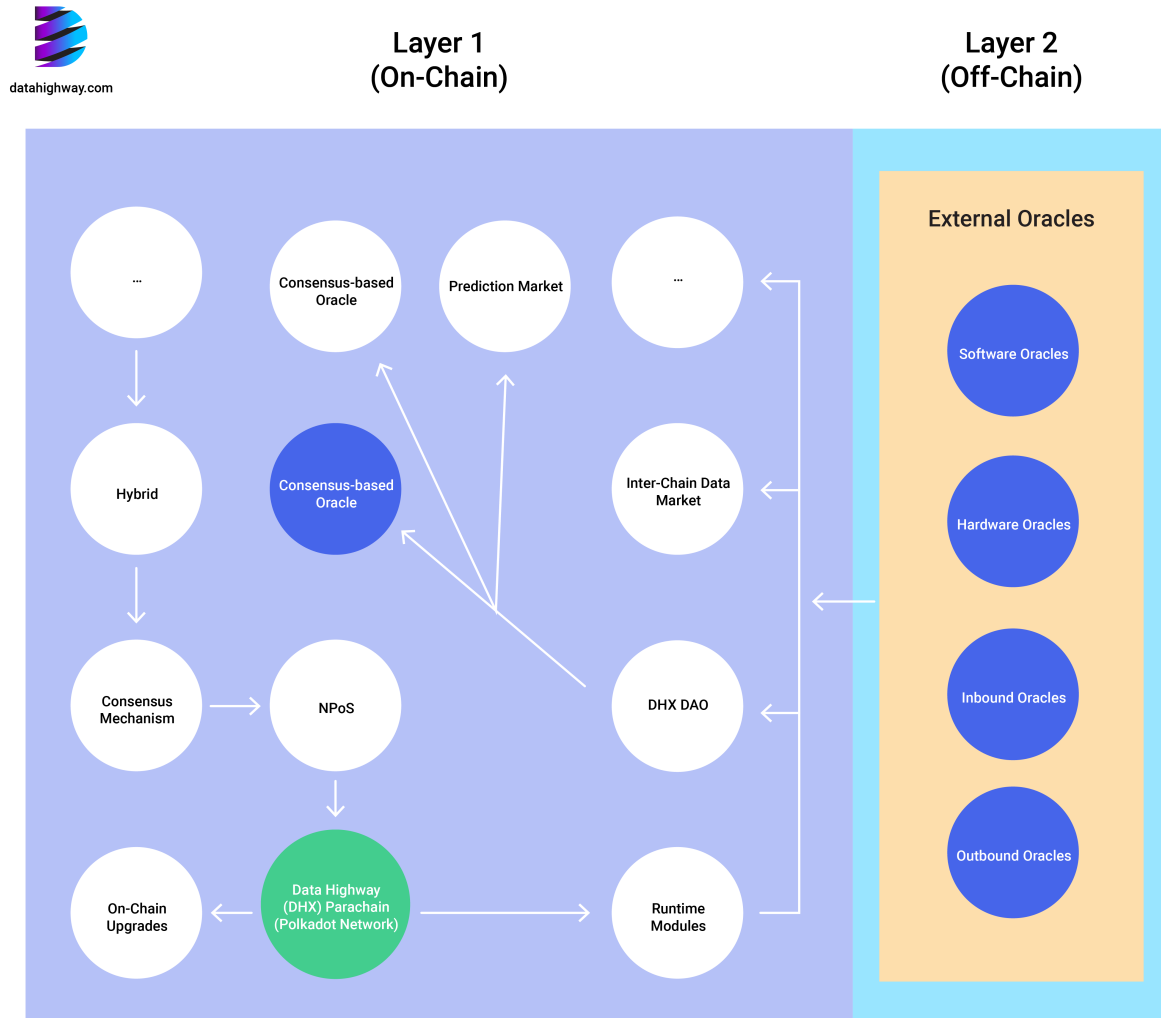 datahighway.com
Layer 1
(On-Chain)
Layer 2
(Off-Chain)
External Oracles
...
Consensus-based
Oracle
Prediction Market
...
Software Oracles
Hybrid
Consensus-based
Oracle
Inter-Chain Data
Market
Hardware Oracles
Consensus
Mechanism
NPoS
DHX DAO
Inbound Oracles
On-Chain
Upgrades
Data Highway
(DHX) Parachain
(Polkadot Network)
Runtime
Modules
Outbound Oracles